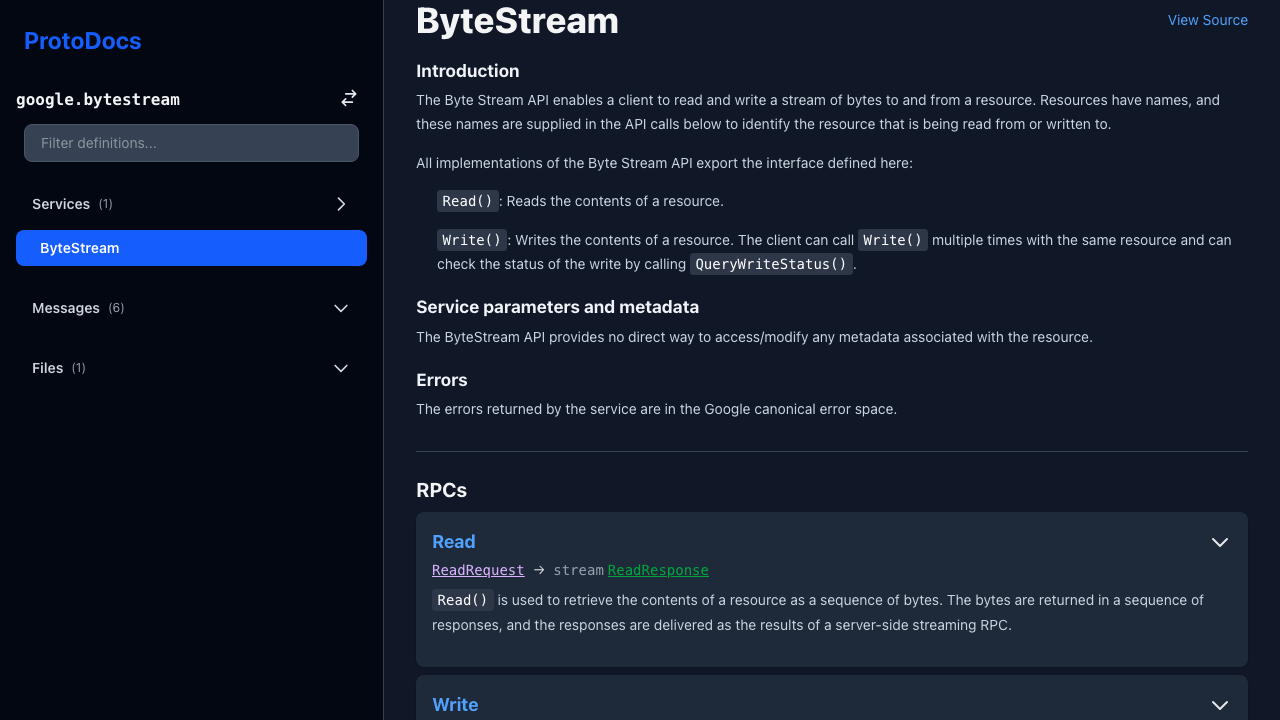 ProtoDocs
google.bytestream
Filter definitions...
Services (1)
ByteStream
Messages (6)
Files (1)
ByteStream
View Source
Introduction
The Byte Stream API enables a client to read and write a stream of bytes to and from a resource. Resources have names, and
these names are supplied in the API calls below to identify the resource that is being read from or written to.
All implementations of the Byte Stream API export the interface defined here:
Read(): Reads the contents of a resource.
Write(): Writes the contents of a resource. The client can call Write() multiple times with the same resource and can
check the status of the write by calling QueryWriteStatus().
Service parameters and metadata
The ByteStream API provides no direct way to access/modify any metadata associated with the resource.
Errors
The errors returned by the service are in the Google canonical error space.
RPCs
Read
ReadRequest → stream ReadResponse
Read() is used to retrieve the contents of a resource as a sequence of bytes. The bytes are returned in a sequence of
responses, and the responses are delivered as the results of a server-side streaming RPC.
Write